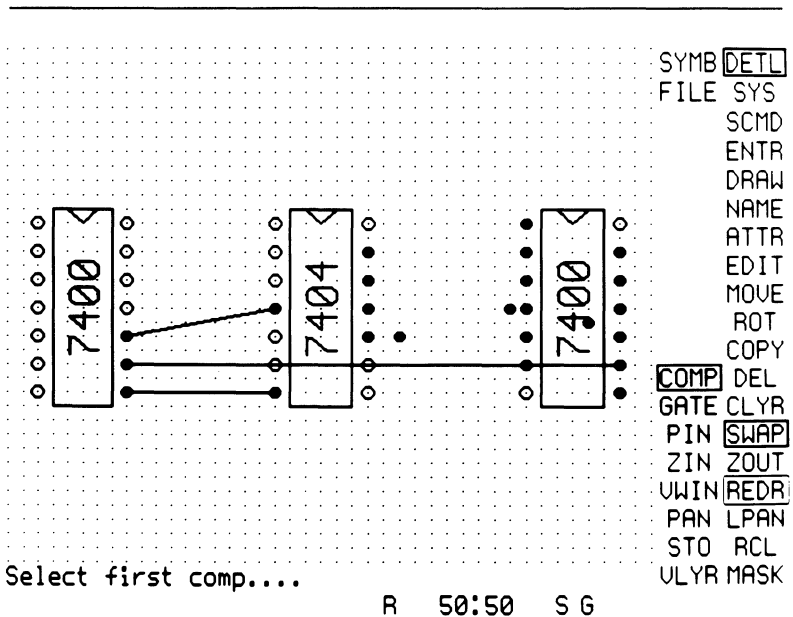 SYMB DETL
FILE SYS
SCMD
ENTR
DRAW
NAME
ATTR
EDIT
MOVE
ROT
COPY
COMP DEL
GATE CLYR
PIN SWAP
ZIN ZOUT
VWIN REDR
PAN LPAN
STO RCL
VLYR MASK
7400
7404
7400
Select first comp....
R 50:50 S G